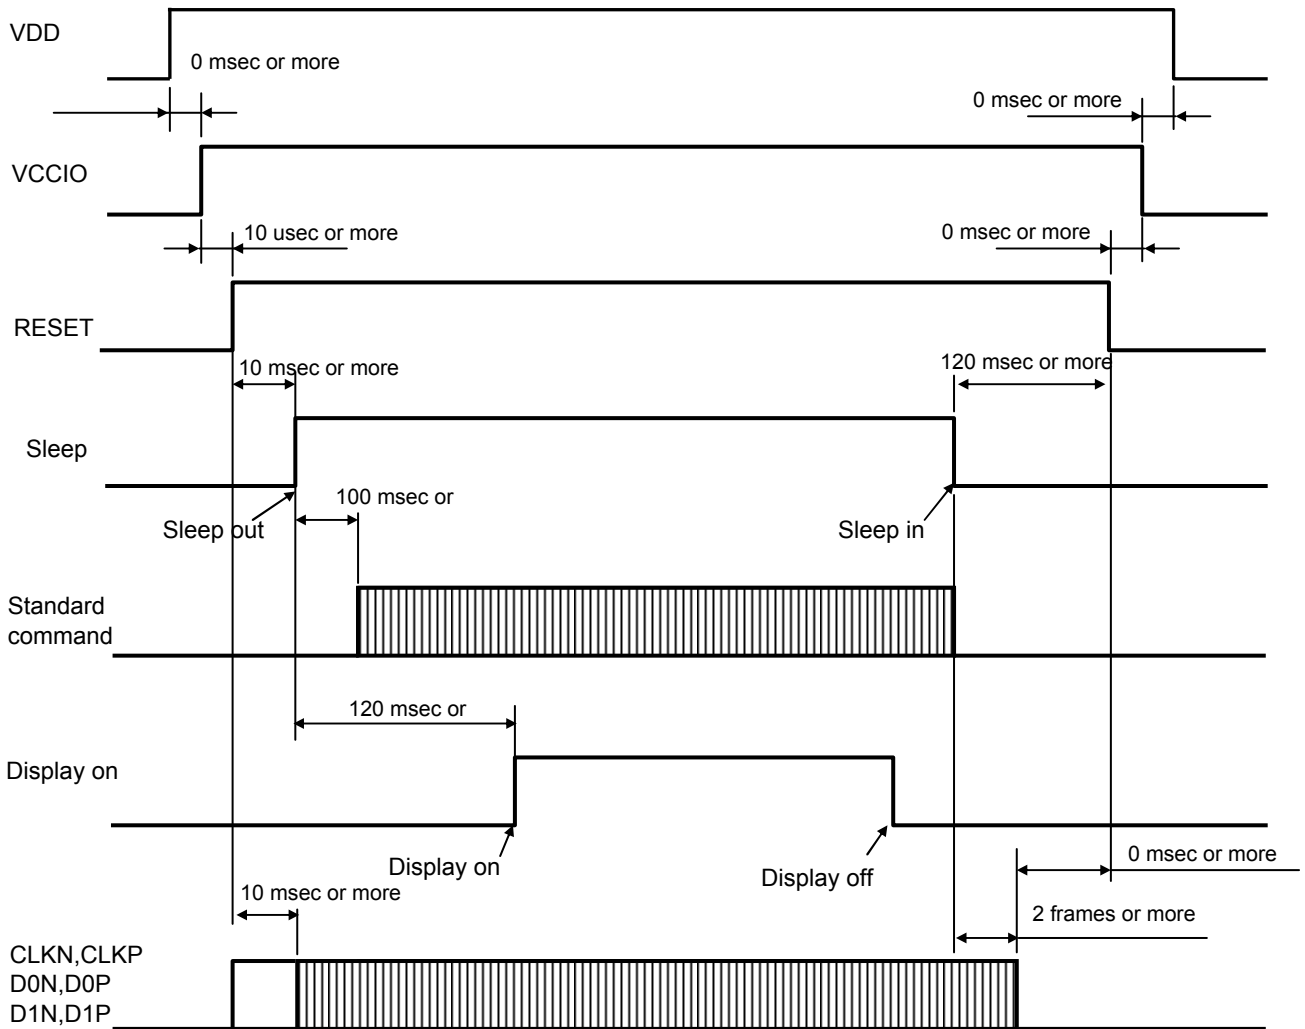 VDD
0 msec or more
0 msec or more
VCCIO
10 usec or more
0 msec or more
RESET
10 msec or more
120 msec or more
Sleep
100 msec or
Sleep out
Sleep in
Standard
command
120 msec or
Display on
Display on
Display off
0 msec or more
10 msec or more
2 frames or more
CLKN,CLKP
D0N,D0P
D1N,D1P